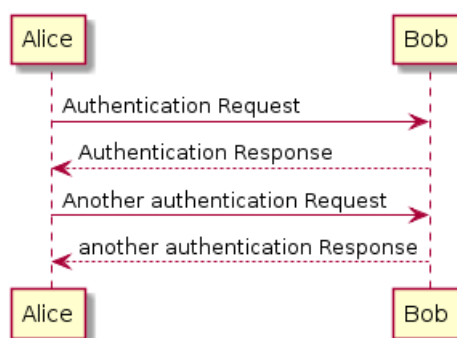 Alice
Bob
Authentication Request
Authentication Response
Another authentication Request
another authentication Response
Alice
Bob